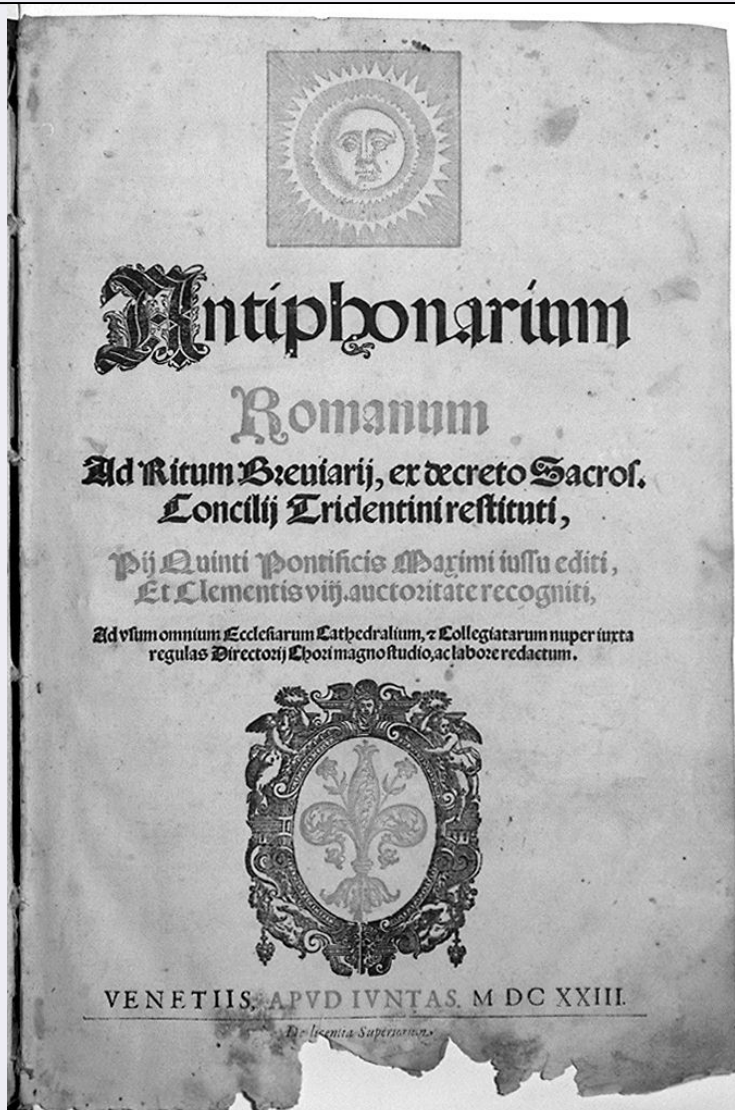 Antiphonarium
Romanum
Ad Ritum Breuiarij, ex decreto Sacros.
Concilij Tridentini restituti,
Pij Quinti Pontificis Maximi iussu editi,
Et Clementis viij. auctoritate recogniti,
Ad vsum omnium Ecclesiarum Cathedralium, ⁊ Collegiatarum nuper iuxta
regulas Directorij Chori magno studio, ac labore redactum.
VENETIIS, APVD IVNTAS. M DC XXIII.
De licentia Superiorum.